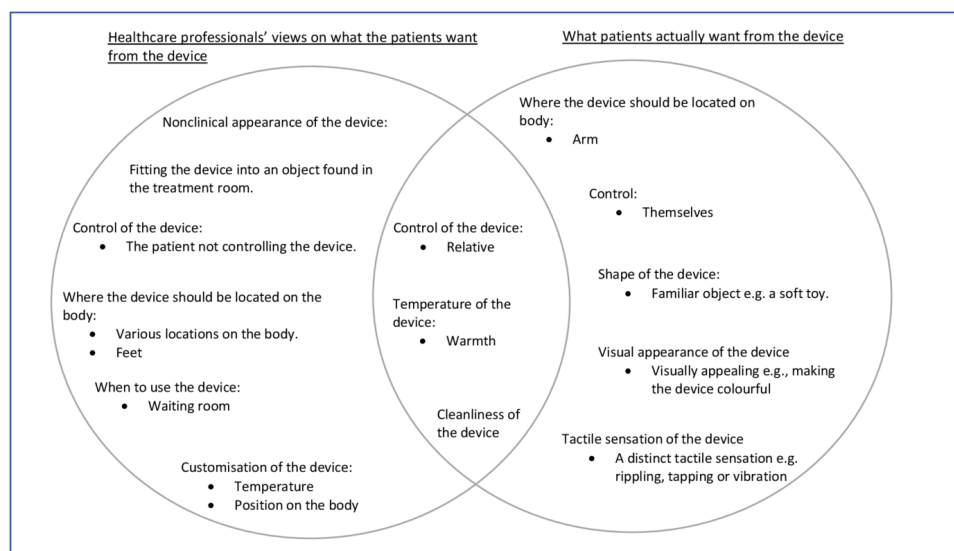 Healthcare professionals' views on what the patients want
from the device
What patients actually want from the device
Nonclinical appearance of the device:
Fitting the device into an object found in
the treatment room.
Control of the device:
• The patient not controlling the device.
Where the device should be located on the
body:
• Various locations on the body.
• Feet
When to use the device:
• Waiting room
Customisation of the device:
• Temperature
• Position on the body
Control of the device:
• Relative
Temperature of the
device:
• Warmth
Cleanliness of
the device
Where the device should be located on
body:
• Arm
Control:
• Themselves
Shape of the device:
• Familiar object e.g. a soft toy.
Visual appearance of the device
• Visually appealing e.g., making
the device colourful
Tactile sensation of the device
• A distinct tactile sensation e.g.
rippling, tapping or vibration